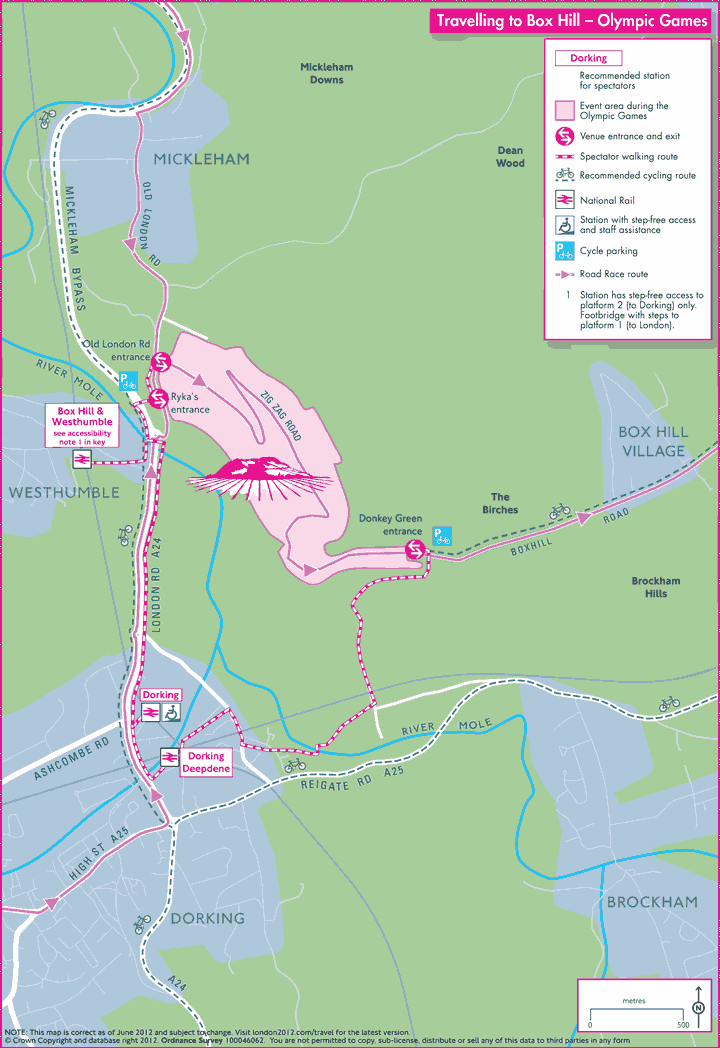 Travelling to Box Hill – Olympic Games
Dorking
Recommended station
for spectators
Event area during the
Olympic Games
Venue entrance and exit
Spectator walking route
Recommended cycling route
National Rail
Station with step-free access
and staff assistance
P
Cycle parking
Road Race route
1 Station has step-free access to
platform 2 (to Dorking) only.
Footbridge with steps to
platform 1 (to London).
Mickleham
Downs
Dean
Wood
MICKLEHAM
MICKLEHAM BYPASS
OLD LONDON RD
Old London Rd
entrance
P
Ryka's
entrance
RIVER MOLE
Box Hill &
Westhumble
see accessibility
note 1 in key
WESTHUMBLE
ZIG ZAG ROAD
BOX HILL
VILLAGE
The
Birches
Donkey Green
entrance
P
BOXHILL ROAD
LONDON RD A24
Brockham
Hills
Dorking
Dorking
Deepdene
ASHCOMBE RD
RIVER MOLE
REIGATE RD A25
HIGH ST A25
DORKING
A24
BROCKHAM
metres
0
500
N
NOTE: This map is correct as of June 2012 and subject to change. Visit london2012.com/travel for the latest version.
© Crown Copyright and database right 2012. Ordnance Survey 100046062. You are not permitted to copy, sub-license, distribute or sell any of this data to third parties in any form